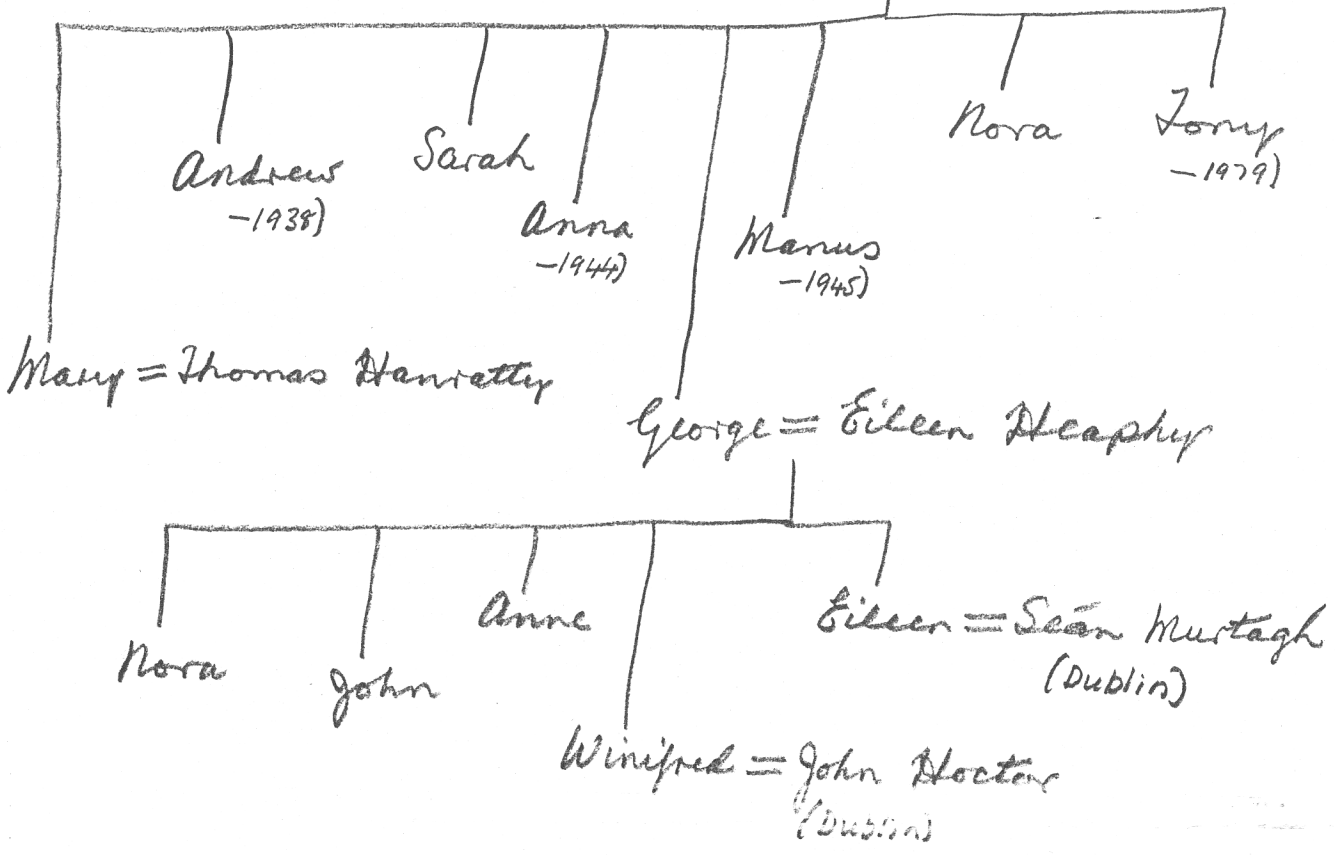 Nora Tony
-1979)
Andrew Sarah
-1938)
Anna Manus
-1944) -1945)
Mary = Thomas Hanratty
George = Eileen Heaphy
Anne Eileen = Seán Murtagh
Nora John (Dublin)
Winifred = John Hoctor
(Dublin)